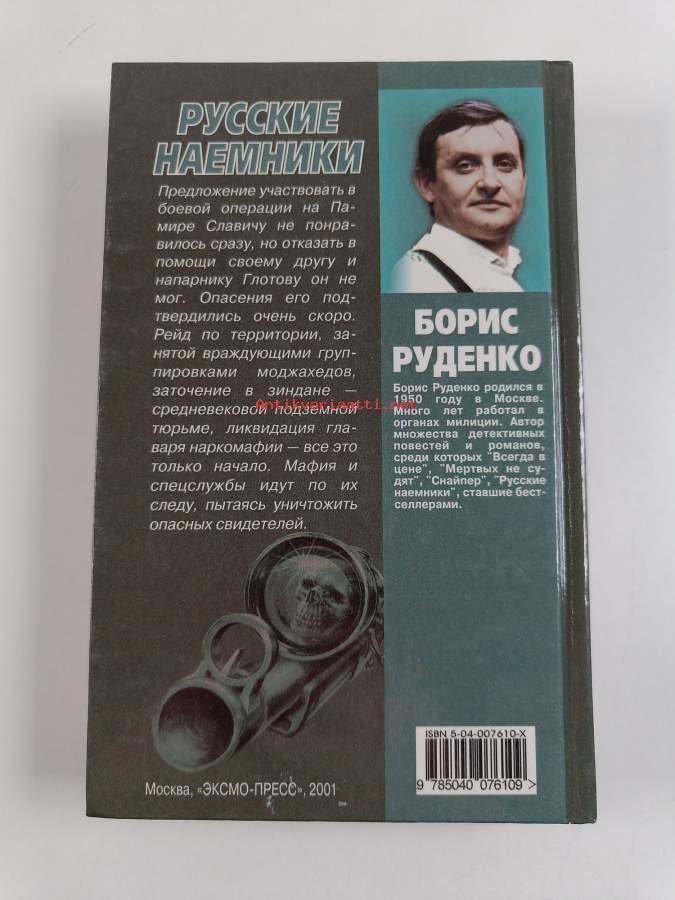 РУССКИЕ
НАЕМНИКИ
Предложение участвовать в
боевой операции на Па-
мире Славичу не понра-
вилось сразу, но отказать в
помощи своему другу и
напарнику Глотову он не
мог. Опасения его под-
твердились очень скоро.
Рейд по территории, за-
нятой враждующими груп-
пировками моджахедов,
заточение в зиндане —
средневековой подземной
тюрьме, ликвидация гла-
варя наркомафии — все это
только начало. Мафия и
спецслужбы идут по их
следу, пытаясь уничтожить
опасных свидетелей.
Москва, «ЭКСМО-ПРЕСС», 2001
БОРИС
РУДЕНКО
Борис Руденко родился в
1950 году в Москве.
Много лет работал в
органах милиции. Автор
множества детективных
повестей и романов,
среди которых "Всегда в
цене", "Мертвых не су-
дят", "Снайпер", "Русские
наемники", ставшие бест-
селлерами.
ISBN 5-04-007610-X
9 785040 076109 >
Antikvariaatti.net